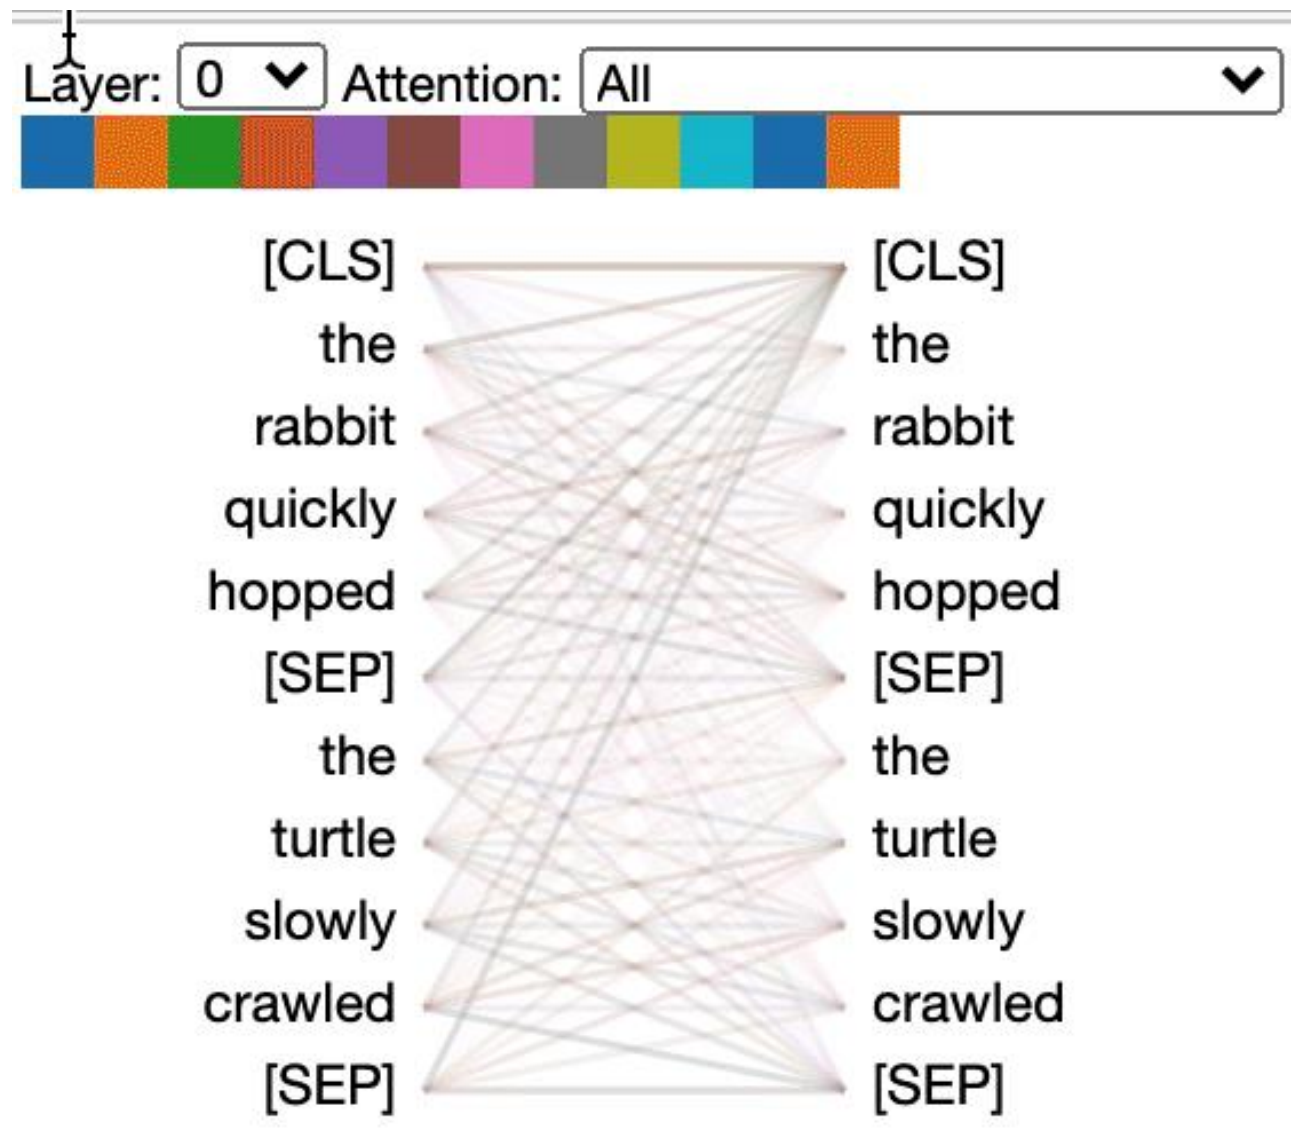 Layer: 0 Attention: All
[CLS] [CLS]
the the
rabbit rabbit
quickly quickly
hopped hopped
[SEP] [SEP]
the the
turtle turtle
slowly slowly
crawled crawled
[SEP] [SEP]